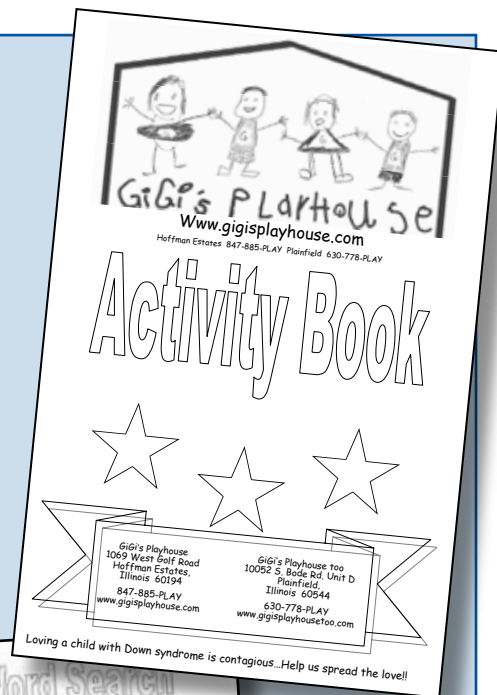 GiGi's PLAYHOUSE
Www.gigisplayhouse.com
Hoffman Estates 847-885-PLAY Plainfield 630-778-PLAY
Activity Book
GiGi's Playhouse
1069 West Golf Road
Hoffman Estates,
Illinois 60194
847-885-PLAY
www.gigisplayhouse.com
GiGi's Playhouse too
10052 S. Bode Rd. Unit D
Plainfield,
Illinois 60544
630-778-PLAY
www.gigisplayhousetoo.com
Loving a child with Down syndrome is contagious...Help us spread the love!!
Word Search